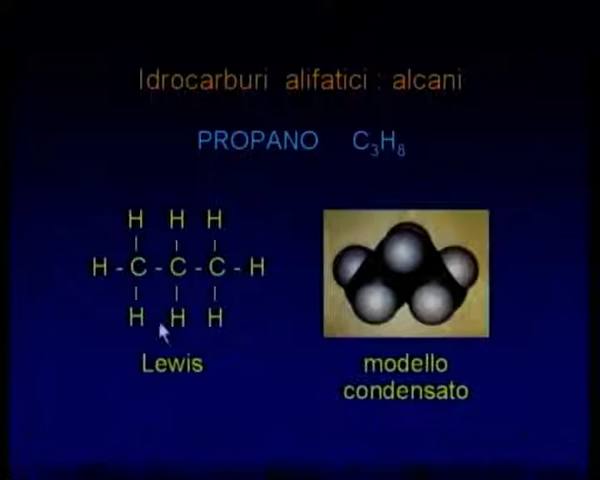 Idrocarburi alifatici : alcani
PROPANO C₃H₈
H H H
H - C - C - C - H
H H H
Lewis
modello
condensato